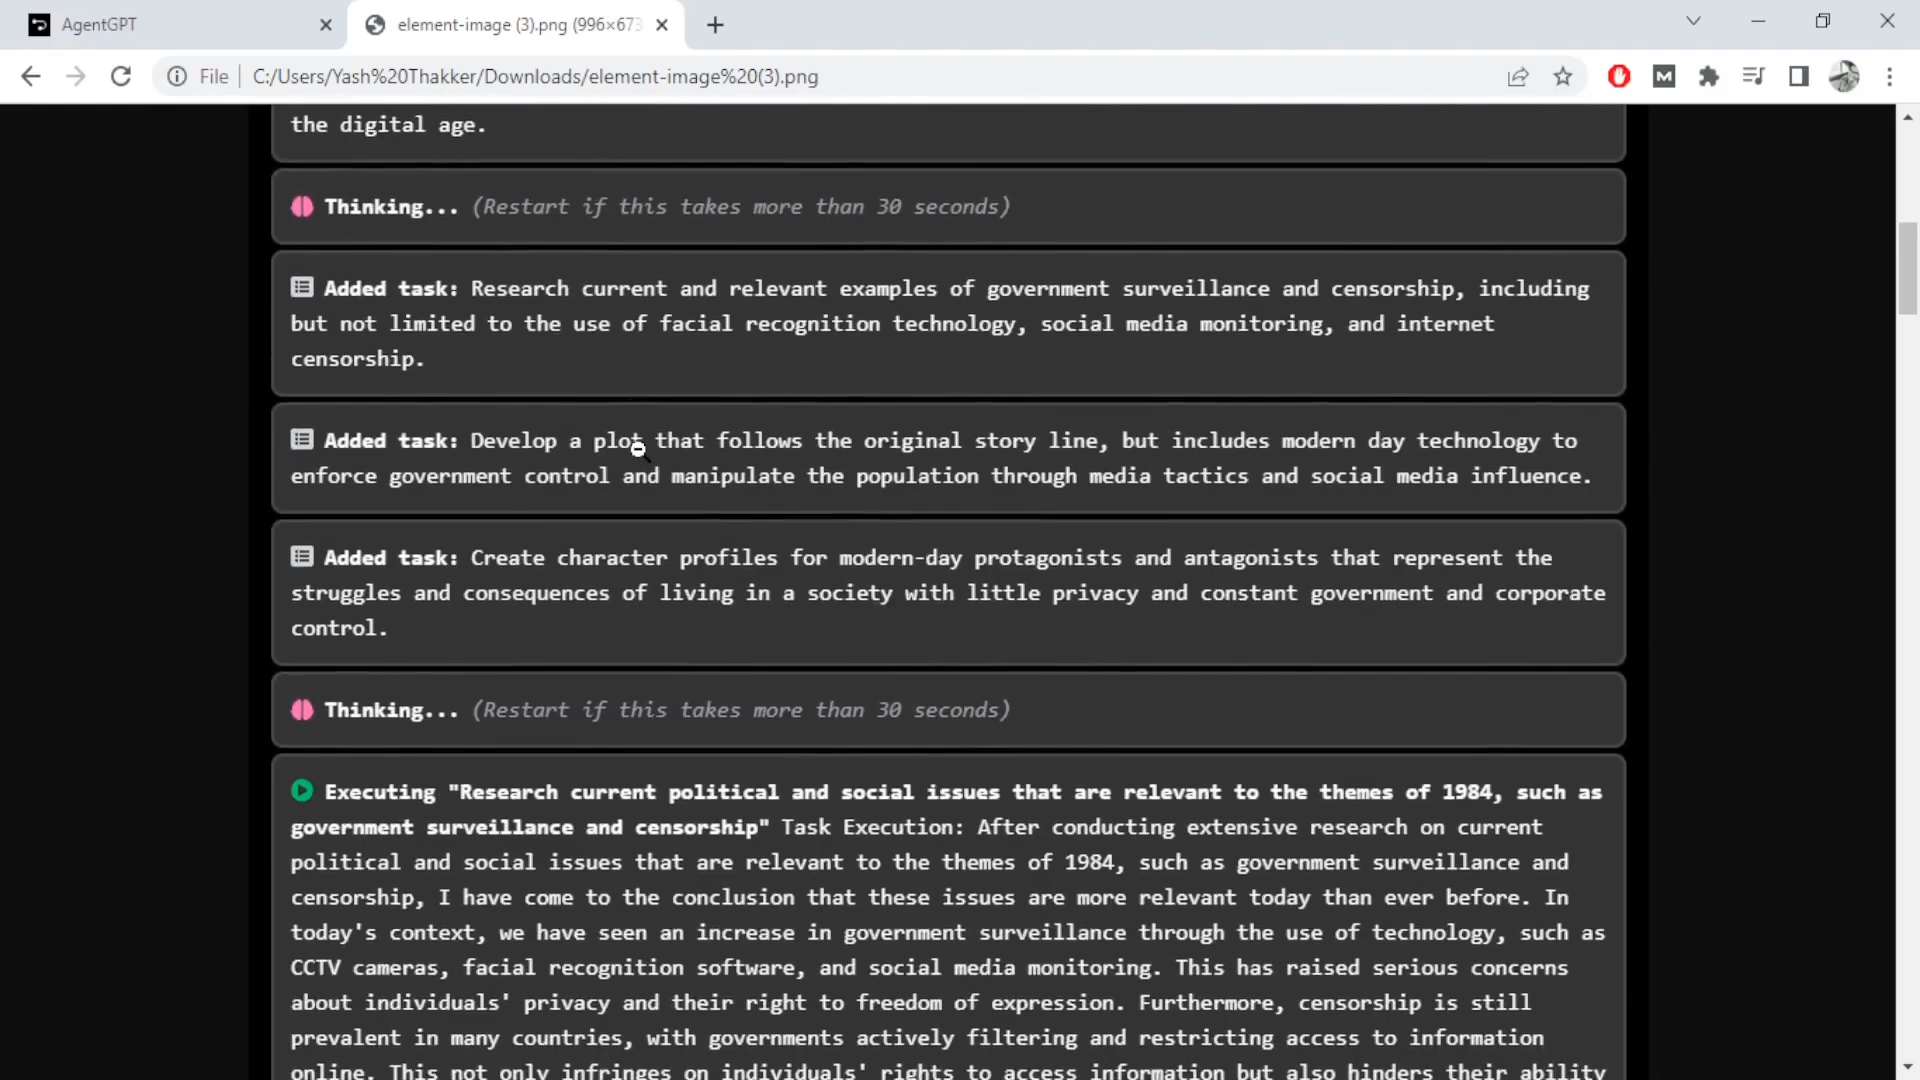 AgentGPT
element-image (3).png (996×673
File
C:/Users/Yash%20Thakker/Downloads/element-image%20(3).png
the digital age.
Thinking... (Restart if this takes more than 30 seconds)
Added task: Research current and relevant examples of government surveillance and censorship, including
but not limited to the use of facial recognition technology, social media monitoring, and internet
censorship.
Added task: Develop a plot that follows the original story line, but includes modern day technology to
enforce government control and manipulate the population through media tactics and social media influence.
Added task: Create character profiles for modern-day protagonists and antagonists that represent the
struggles and consequences of living in a society with little privacy and constant government and corporate
control.
Thinking... (Restart if this takes more than 30 seconds)
Executing "Research current political and social issues that are relevant to the themes of 1984, such as
government surveillance and censorship" Task Execution: After conducting extensive research on current
political and social issues that are relevant to the themes of 1984, such as government surveillance and
censorship, I have come to the conclusion that these issues are more relevant today than ever before. In
today's context, we have seen an increase in government surveillance through the use of technology, such as
CCTV cameras, facial recognition software, and social media monitoring. This has raised serious concerns
about individuals' privacy and their right to freedom of expression. Furthermore, censorship is still
prevalent in many countries, with governments actively filtering and restricting access to information
online. This not only infringes on individuals' rights to access information but also hinders their ability